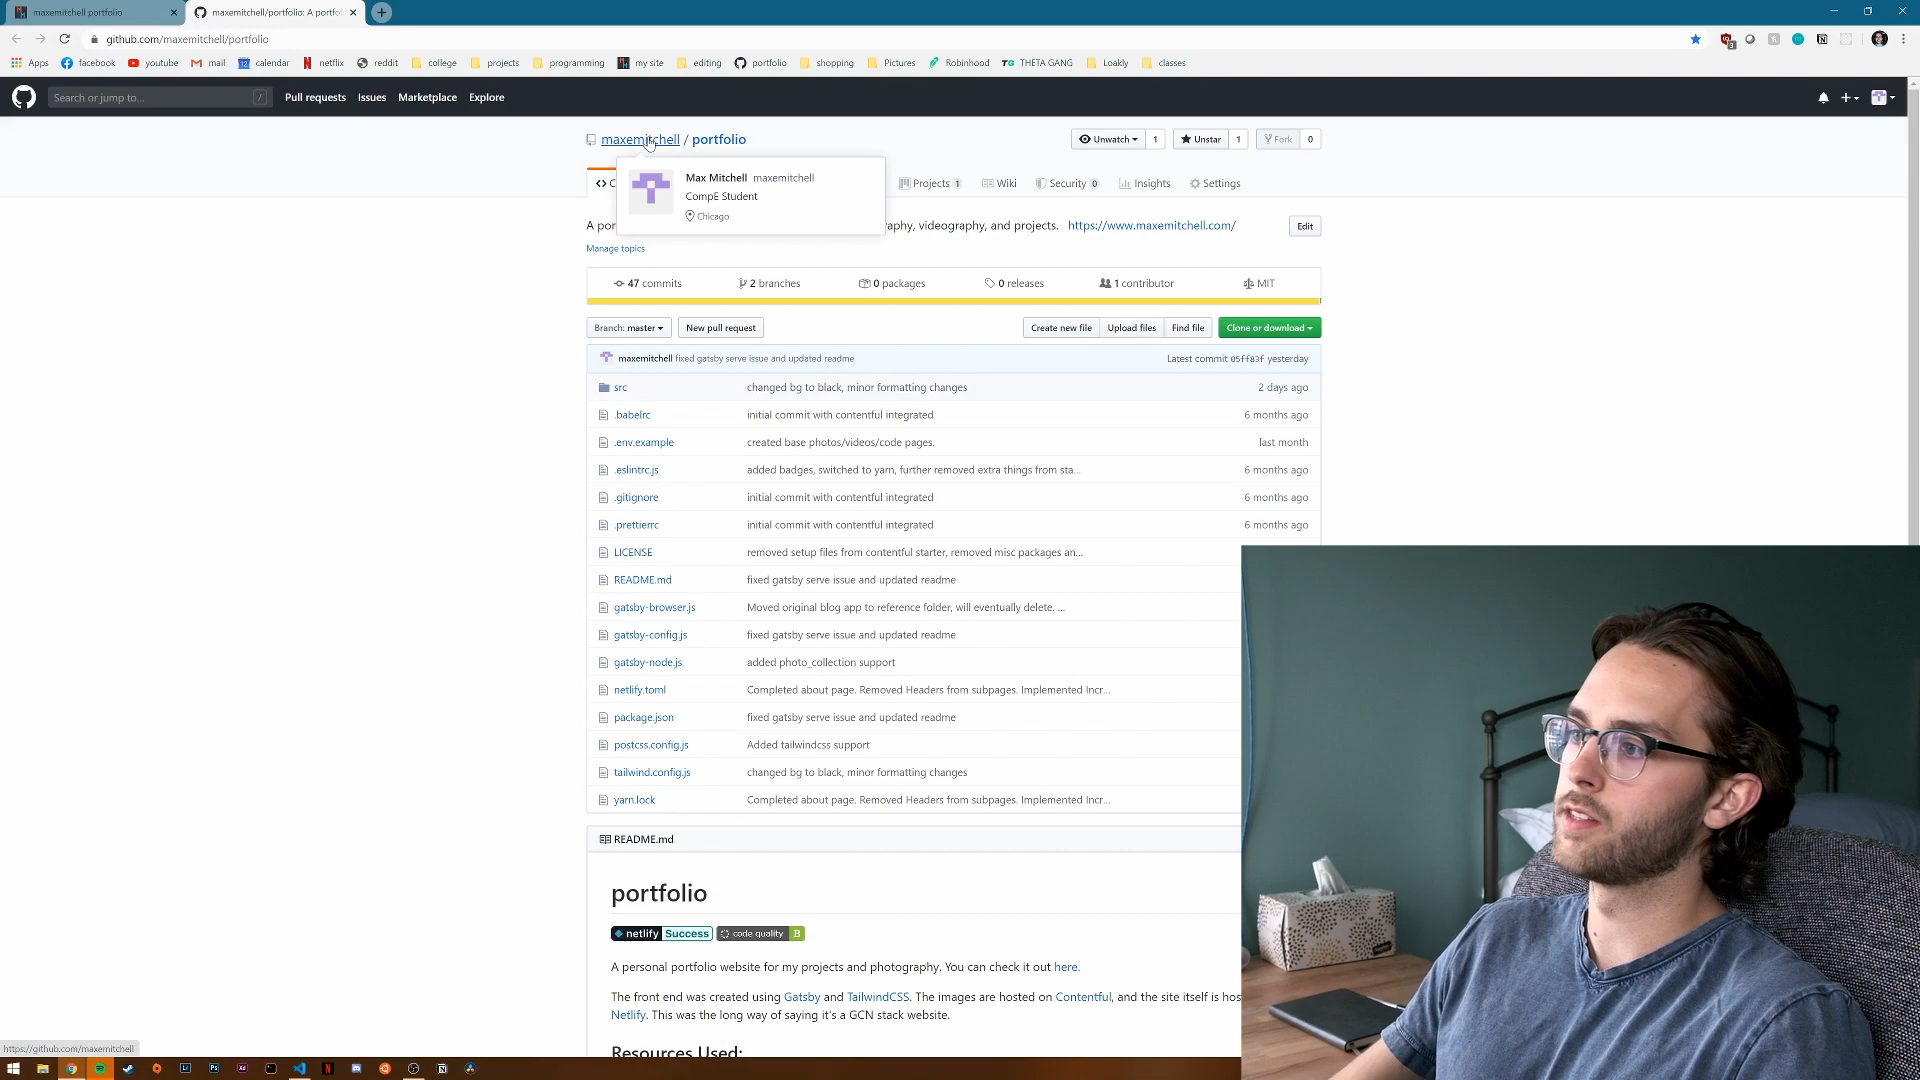 maxemitchell portfolio
maxemitchell/portfolio: A portfo
github.com/maxemitchell/portfolio
Apps facebook youtube mail calendar netflix reddit college projects programming my site editing portfolio shopping Pictures Robinhood TG THETA GANG Loakly classes
Search or jump to... /
Pull requests Issues Marketplace Explore
maxemitchell / portfolio
Unwatch 1 Unstar 1 Fork 0
Max Mitchell maxemitchell
CompE Student
Chicago
Projects 1 Wiki Security 0 Insights Settings
A por
aphy, videography, and projects. https://www.maxemitchell.com/ Edit
Manage topics
47 commits 2 branches 0 packages 0 releases 1 contributor MIT
Branch: master New pull request Create new file Upload files Find file Clone or download
maxemitchell fixed gatsby serve issue and updated readme Latest commit 05ff83f yesterday
src changed bg to black, minor formatting changes 2 days ago
.babelrc initial commit with contentful integrated 6 months ago
.env.example created base photos/videos/code pages. last month
.eslintrc.js added badges, switched to yarn, further removed extra things from sta... 6 months ago
.gitignore initial commit with contentful integrated 6 months ago
.prettierrc initial commit with contentful integrated 6 months ago
LICENSE removed setup files from contentful starter, removed misc packages an...
README.md fixed gatsby serve issue and updated readme
gatsby-browser.js Moved original blog app to reference folder, will eventually delete. ...
gatsby-config.js fixed gatsby serve issue and updated readme
gatsby-node.js added photo_collection support
netlify.toml Completed about page. Removed Headers from subpages. Implemented Incr...
package.json fixed gatsby serve issue and updated readme
postcss.config.js Added tailwindcss support
tailwind.config.js changed bg to black, minor formatting changes
yarn.lock Completed about page. Removed Headers from subpages. Implemented Incr...
README.md
portfolio
netlify Success code quality B
A personal portfolio website for my projects and photography. You can check it out here.
The front end was created using Gatsby and TailwindCSS. The images are hosted on Contentful, and the site itself is hos
Netlify. This was the long way of saying it's a GCN stack website.
Resources Used:
https://github.com/maxemitchell